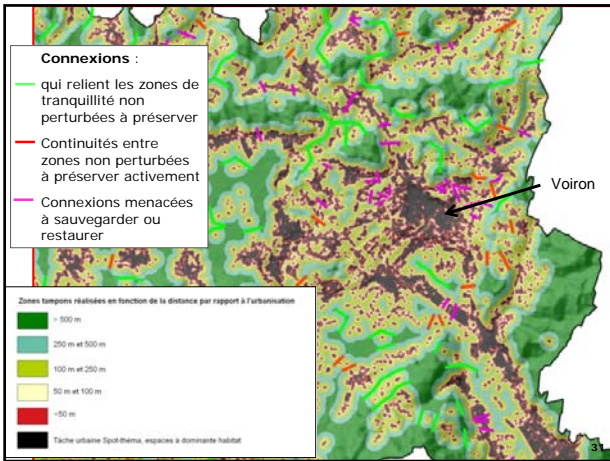 Connexions :
qui relient les zones de
tranquillité non
perturbées à préserver
Continuités entre
zones non perturbées
à préserver activement
Connexions menacées
à sauvegarder ou
restaurer
Voiron
Zones tampons réalisées en fonction de la distance par rapport à l'urbanisation
> 500 m
250 m et 500 m
100 m et 250 m
50 m et 100 m
<50 m
Tâche urbaine Spot-théma, espaces à dominante habitat
31